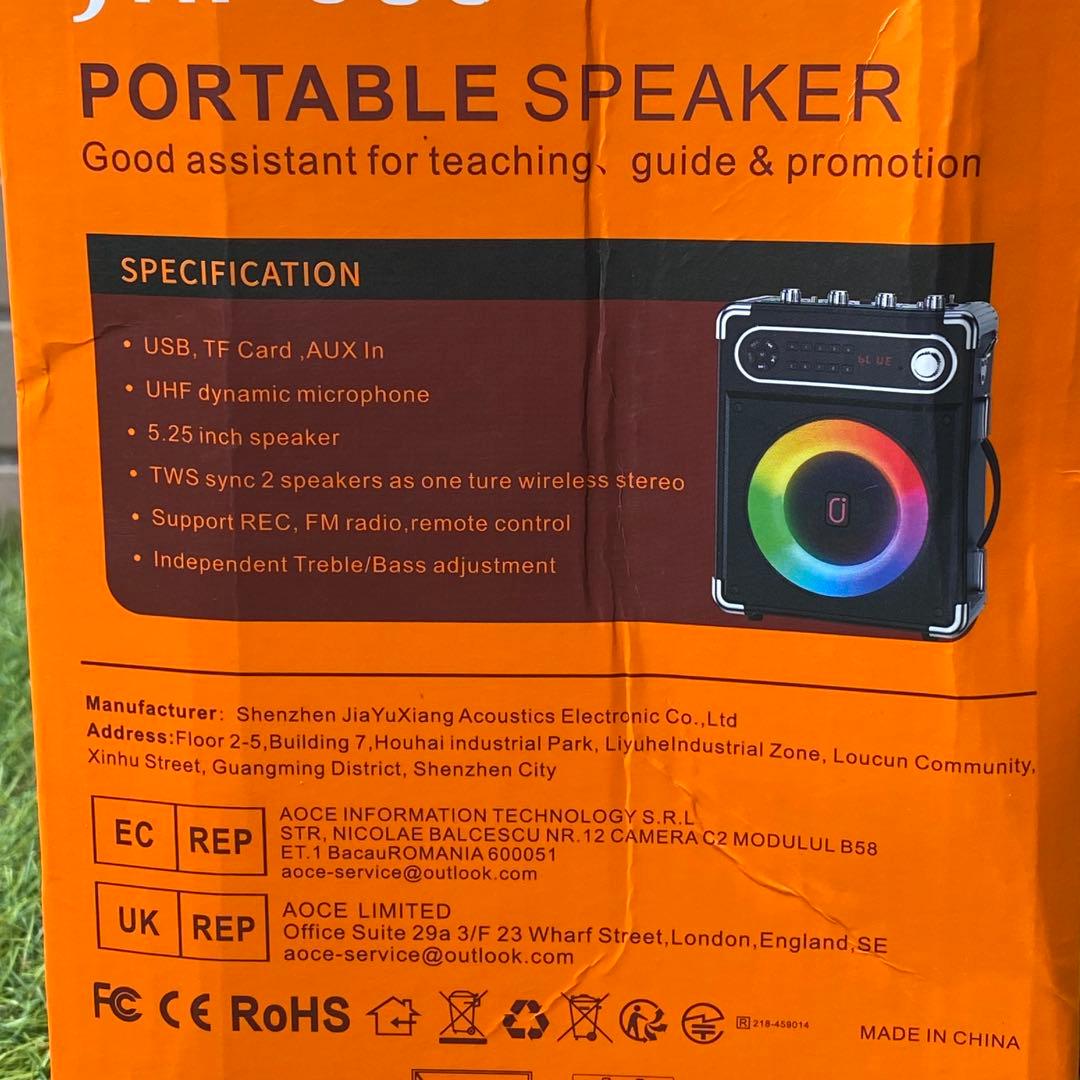 PORTABLE SPEAKER
Good assistant for teaching、guide & promotion
SPECIFICATION
• USB, TF Card ,AUX In
• UHF dynamic microphone
• 5.25 inch speaker
• TWS sync 2 speakers as one ture wireless stereo
• Support REC, FM radio,remote control
• Independent Treble/Bass adjustment
Manufacturer: Shenzhen JiaYuXiang Acoustics Electronic Co.,Ltd
Address:Floor 2-5,Building 7,Houhai industrial Park, LiyuheIndustrial Zone, Loucun Community,
Xinhu Street, Guangming District, Shenzhen City
EC REP
AOCE INFORMATION TECHNOLOGY S.R.L
STR, NICOLAE BALCESCU NR.12 CAMERA C2 MODULUL B58
ET.1 BacauROMANIA 600051
aoce-service@outlook.com
UK REP
AOCE LIMITED
Office Suite 29a 3/F 23 Wharf Street,London,England,SE
aoce-service@outlook.com
FC CE RoHS
R 218-459014
MADE IN CHINA